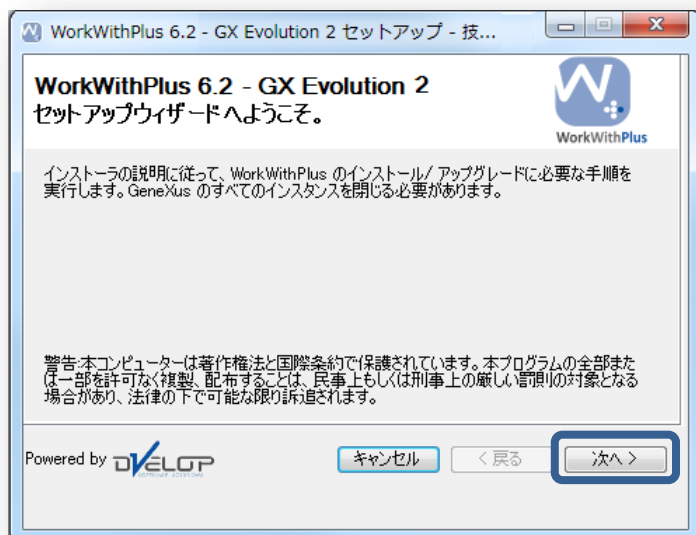 WorkWithPlus 6.2 - GX Evolution 2 セットアップ - 技...
WorkWithPlus 6.2 - GX Evolution 2
セットアップウィザードへようこそ。
WorkWithPlus
インストーラの説明に従って、WorkWithPlus のインストール/ アップグレードに必要な手順を
実行します。GeneXus のすべてのインスタンスを閉じる必要があります。
警告:本コンピューターは著作権法と国際条約で保護されています。本プログラムの全部また
は一部を許可なく複製、配布することは、民事上もしくは刑事上の厳しい罰則の対象となる
場合があり、法律の下で可能な限り訴追されます。
Powered by DVELOP
キャンセル
< 戻る
次へ >